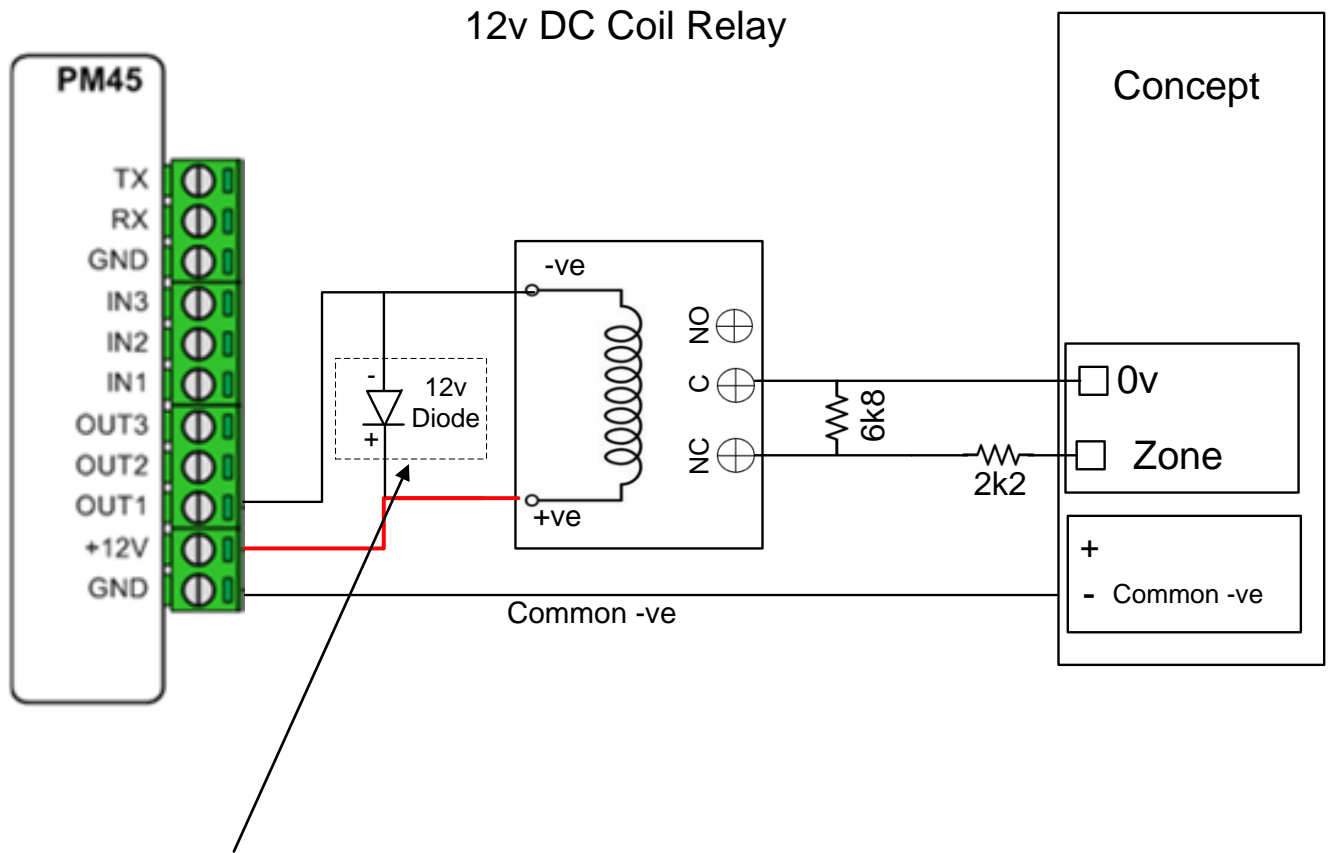 12v DC Coil Relay
PM45
TX
RX
GND
IN3
IN2
IN1
OUT3
OUT2
OUT1
+12V
GND
-
12v
Diode
+
-ve
+ve
NO
C
NC
6k8
2k2
Concept
0v
Zone
+
- Common -ve
Common -ve